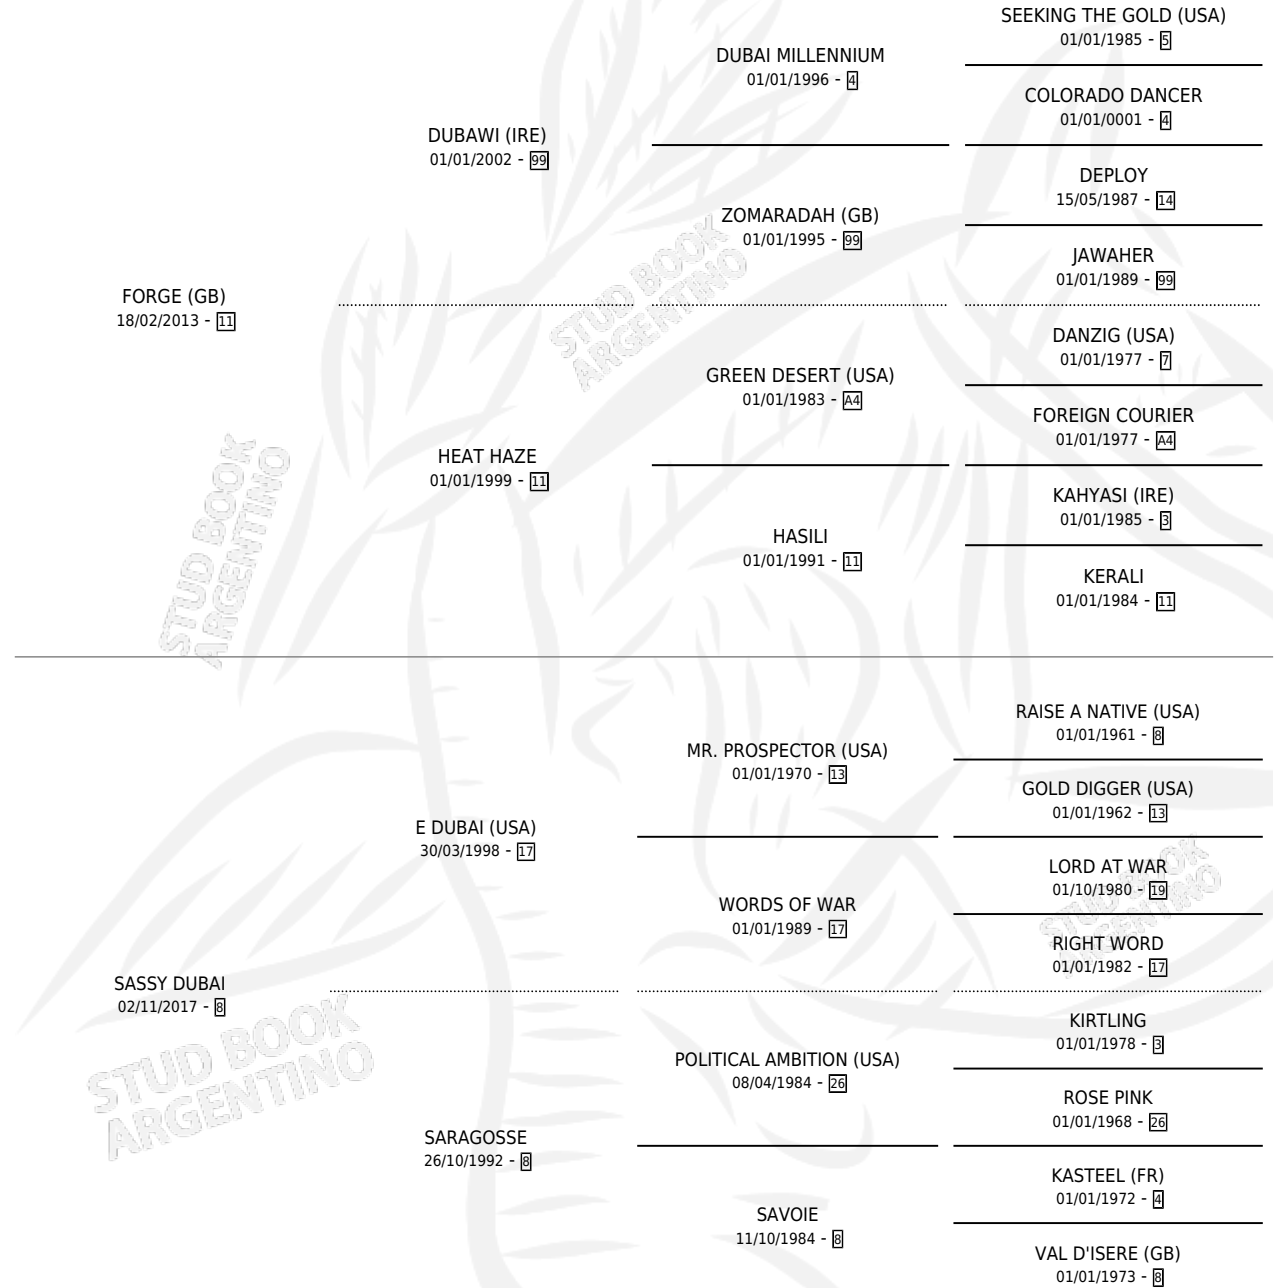 SEEKING THE GOLD (USA)
01/01/1985 - 5
DUBAI MILLENNIUM
01/01/1996 - 4
COLORADO DANCER
01/01/0001 - 4
DUBAWI (IRE)
01/01/2002 - 99
DEPLOY
15/05/1987 - 14
ZOMARADAH (GB)
01/01/1995 - 99
JAWAHER
01/01/1989 - 99
FORGE (GB)
18/02/2013 - 11
STUD BOOK
ARGENTINO
DANZIG (USA)
01/01/1977 - 7
GREEN DESERT (USA)
01/01/1983 - A4
FOREIGN COURIER
01/01/1977 - A4
HEAT HAZE
01/01/1999 - 11
KAHYASI (IRE)
01/01/1985 - 3
HASILI
01/01/1991 - 11
KERALI
01/01/1984 - 11
STUD BOOK
ARGENTINO
RAISE A NATIVE (USA)
01/01/1961 - 8
MR. PROSPECTOR (USA)
01/01/1970 - 13
GOLD DIGGER (USA)
01/01/1962 - 13
E DUBAI (USA)
30/03/1998 - 17
LORD AT WAR
01/10/1980 - 19
WORDS OF WAR
01/01/1989 - 17
RIGHT WORD
01/01/1982 - 17
STUD BOOK
ARGENTINO
SASSY DUBAI
02/11/2017 - 8
STUD BOOK
ARGENTINO
KIRTLING
01/01/1978 - 3
POLITICAL AMBITION (USA)
08/04/1984 - 26
ROSE PINK
01/01/1968 - 26
SARAGOSSE
26/10/1992 - 8
KASTEEL (FR)
01/01/1972 - 4
SAVOIE
11/10/1984 - 8
VAL D'ISERE (GB)
01/01/1973 - 8